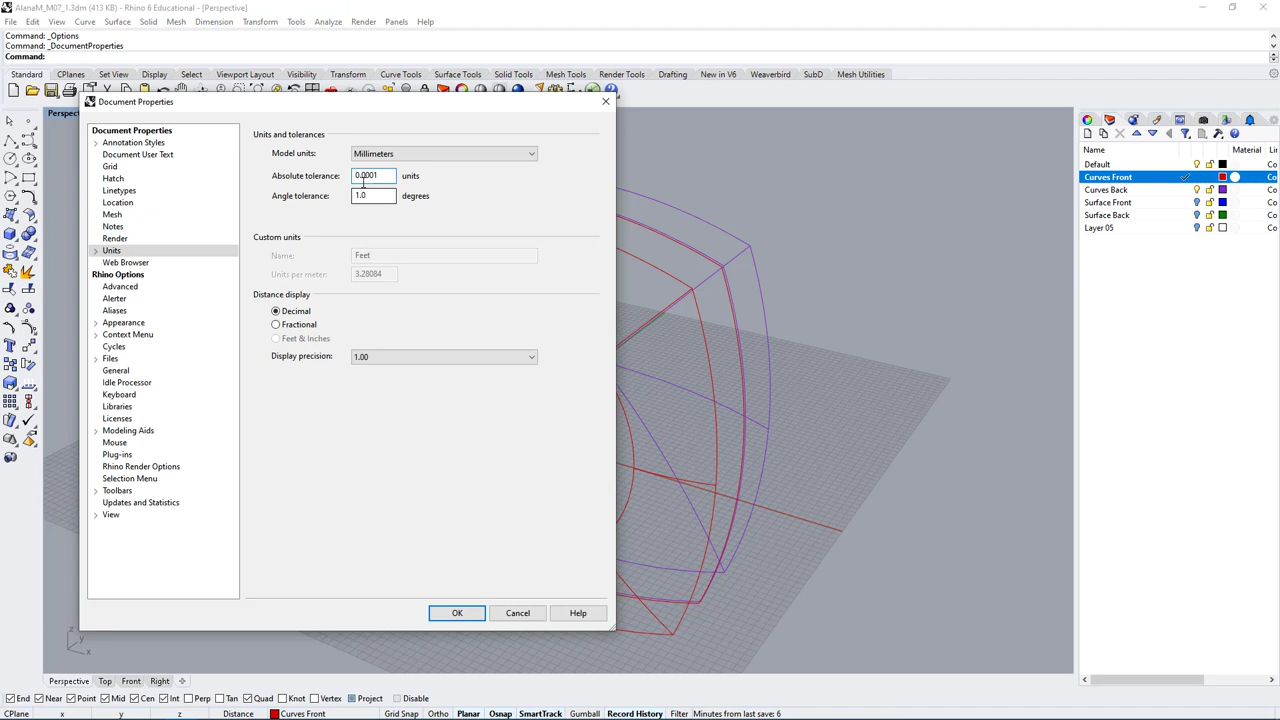 AlanaM_M07_1.3dm (413 KB) - Rhino 6 Educational - [Perspective]
File Edit View Curve Surface Solid Mesh Dimension Transform Tools Analyze Render Panels Help
Command: _Options
Command: _DocumentProperties
Command:
Standard CPlanes Set View Display Select Viewport Layout Visibility Transform Curve Tools Surface Tools Solid Tools Mesh Tools Render Tools Drafting New in V6 Weaverbird SubD Mesh Utilities
Perspec
Document Properties
Document Properties
Annotation Styles
Document User Text
Grid
Hatch
Linetypes
Location
Mesh
Notes
Render
Units
Web Browser
Rhino Options
Advanced
Alerter
Aliases
Appearance
Context Menu
Cycles
Files
General
Idle Processor
Keyboard
Libraries
Licenses
Modeling Aids
Mouse
Plug-ins
Rhino Render Options
Selection Menu
Toolbars
Updates and Statistics
View
Units and tolerances
Model units: Millimeters
Absolute tolerance: 0.0001 units
Angle tolerance: 1.0 degrees
Custom units
Name: Feet
Units per meter: 3.28084
Distance display
Decimal
Fractional
Feet & Inches
Display precision: 1.00
OK Cancel Help
Name Material Li
Default Co
Curves Front Co
Curves Back Co
Surface Front Co
Surface Back Co
Layer 05 Co
z
y
x
Perspective Top Front Right
End Near Point Mid Cen Int Perp Tan Quad Knot Vertex Project Disable
CPlane x y z Distance Curves Front Grid Snap Ortho Planar Osnap SmartTrack Gumball Record History Filter Minutes from last save: 6